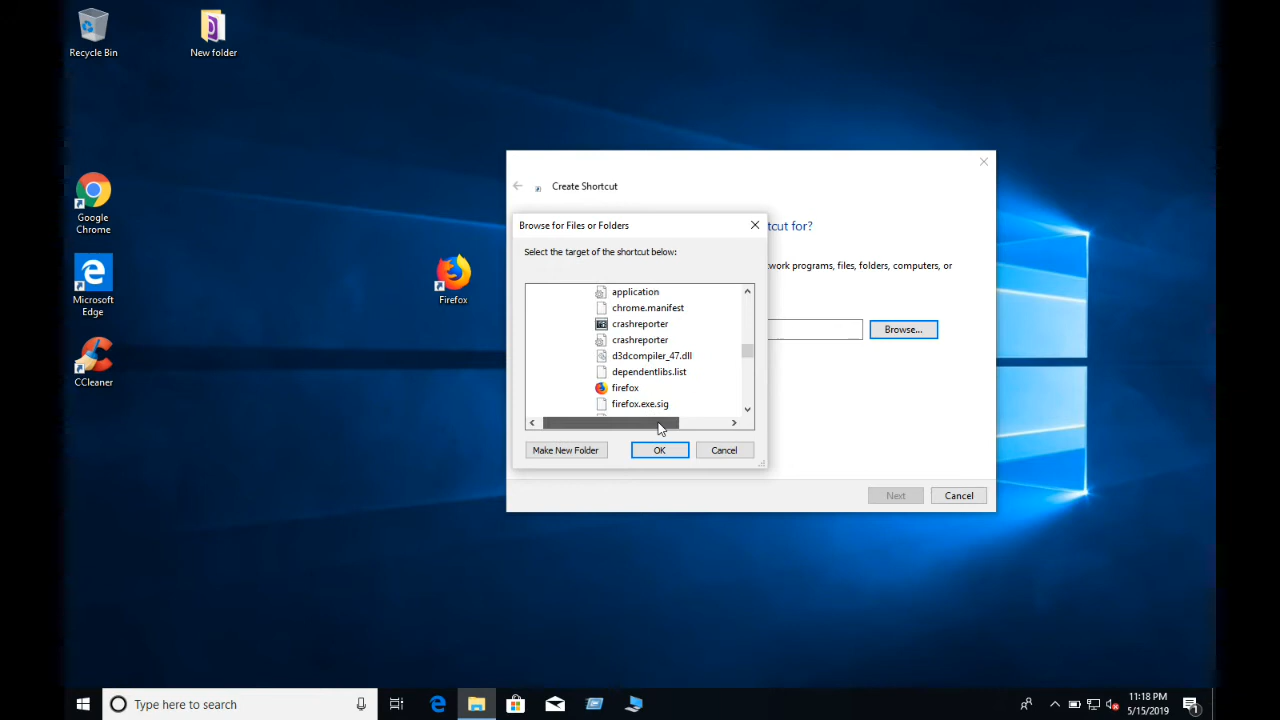 Recycle Bin
New folder
Google
Chrome
Microsoft
Edge
CCleaner
Firefox
Create Shortcut
tcut for?
work programs, files, folders, computers, or
Browse...
Next
Cancel
Browse for Files or Folders
Select the target of the shortcut below:
application
chrome.manifest
crashreporter
crashreporter
d3dcompiler_47.dll
dependentlibs.list
firefox
firefox.exe.sig
Make New Folder
OK
Cancel
Type here to search
11:18 PM
5/15/2019
1